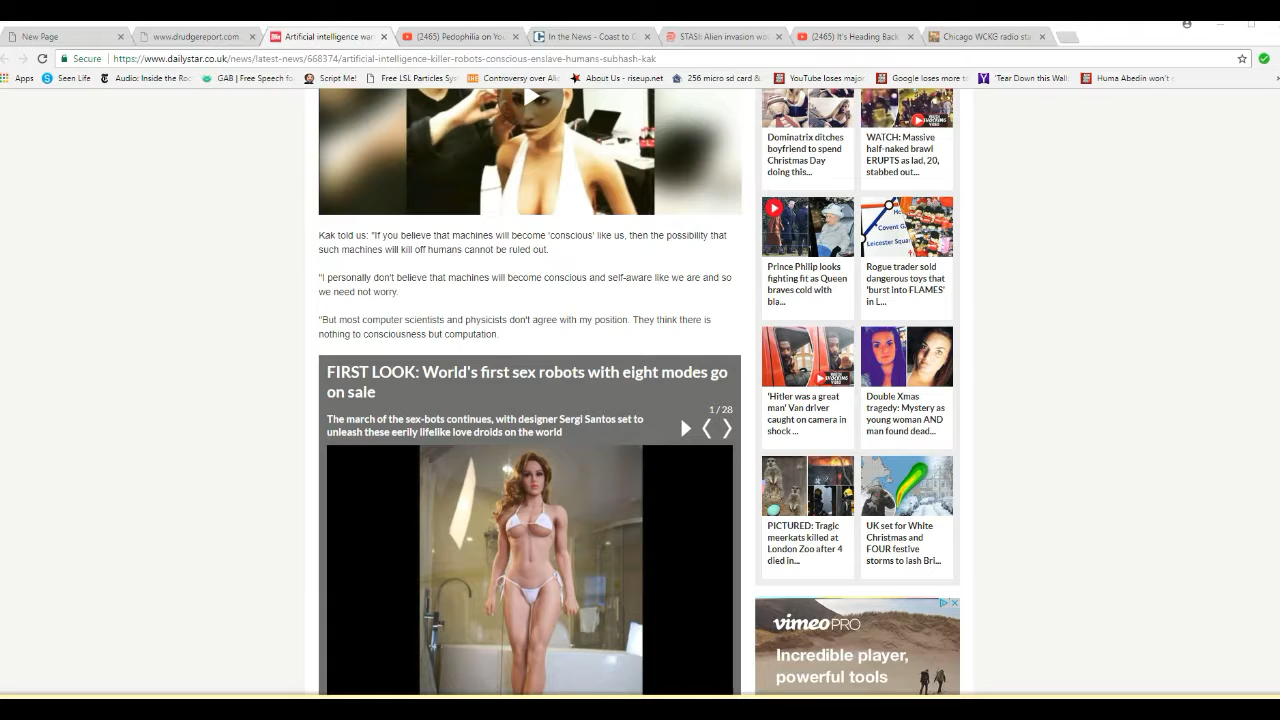 New Page
www.drudgereport.com
Artificial intelligence war
(2465) Pedophilia on You
In the News - Coast to C
STASI: Alien invasion wo
(2465) It's Heading Back
Chicago WCKG radio sta
Secure
https://www.dailystar.co.uk/news/latest-news/668374/artificial-intelligence-killer-robots-conscious-enslave-humans-subhash-kak
Apps
Seen Life
Audio: Inside the Ro
GAB | Free Speech fo
Script Me!
Free LSL Particles Sys
Controversy over Ali
About Us - riseup.net
256 micro sd card &
YouTube loses major
Google loses more t
'Tear Down this Wall
Huma Abedin won't
Kak told us: "If you believe that machines will become 'conscious' like us, then the possibility that
such machines will kill off humans cannot be ruled out.
"I personally don't believe that machines will become conscious and self-aware like we are and so
we need not worry.
"But most computer scientists and physicists don't agree with my position. They think there is
nothing to consciousness but computation.
FIRST LOOK: World's first sex robots with eight modes go
on sale
1 / 28
The march of the sex-bots continues, with designer Sergi Santos set to
unleash these eerily lifelike love droids on the world
Dominatrix ditches
boyfriend to spend
Christmas Day
doing this...
WATCH: Massive
half-naked brawl
ERUPTS as lad, 20,
stabbed out...
Covent G
Leicester Squa
Prince Philip looks
fighting fit as Queen
braves cold with
bla...
Rogue trader sold
dangerous toys that
'burst into FLAMES'
in L...
'Hitler was a great
man' Van driver
caught on camera in
shock ...
Double Xmas
tragedy: Mystery as
young woman AND
man found dead...
PICTURED: Tragic
meerkats killed at
London Zoo after 4
died in...
UK set for White
Christmas and
FOUR festive
storms to lash Bri...
vimeo PRO
Incredible player,
powerful tools